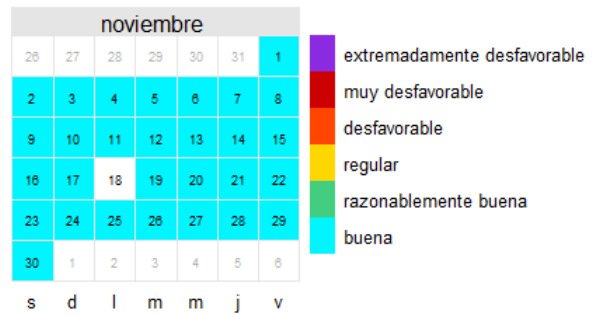 noviembre
26 27 28 29 30 31 1
2 3 4 5 6 7 8
9 10 11 12 13 14 15
16 17 18 19 20 21 22
23 24 25 26 27 28 29
30 1 2 3 4 5 6
s d l m m j v
extremadamente desfavorable
muy desfavorable
desfavorable
regular
razonablemente buena
buena